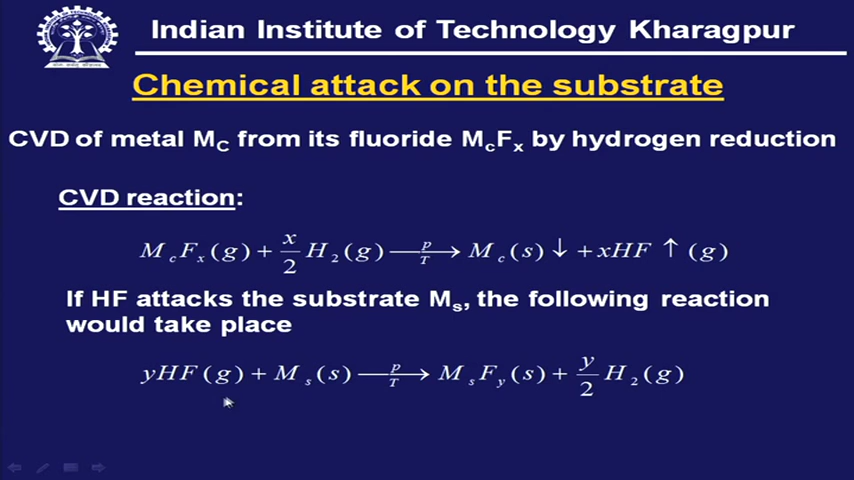 Indian Institute of Technology Kharagpur
Chemical attack on the substrate
CVD of metal M_C from its fluoride M_cF_x by hydrogen reduction
CVD reaction:
M_cF_x(g) + x/2 H_2(g) —p/T→ M_c(s)↓ + xHF↑(g)
If HF attacks the substrate M_s, the following reaction
would take place
yHF(g) + M_s(s) —p/T→ M_sF_y(s) + y/2 H_2(g)